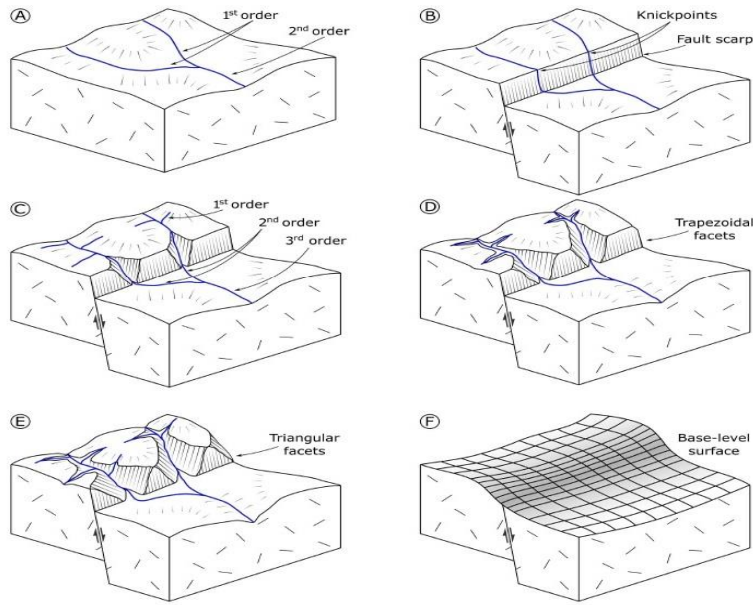 A
1st order
2nd order
B
Knickpoints
Fault scarp
C
1st order
2nd order
3rd order
D
Trapezoidal
facets
E
Triangular
facets
F
Base-level
surface